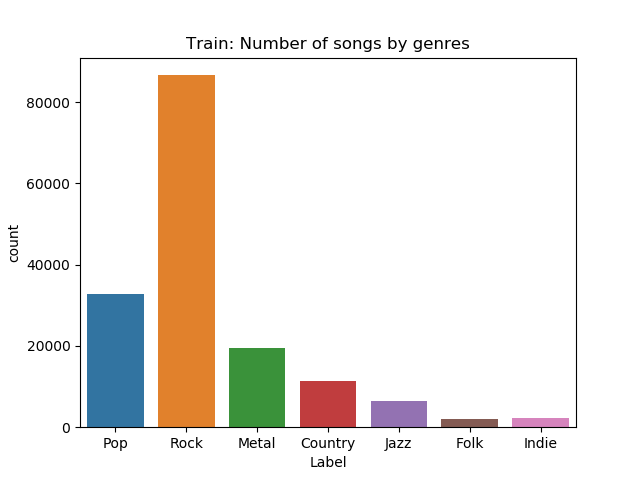 Train: Number of songs by genres
80000
60000
40000
20000
0
count
Pop Rock Metal Country Jazz Folk Indie
Label